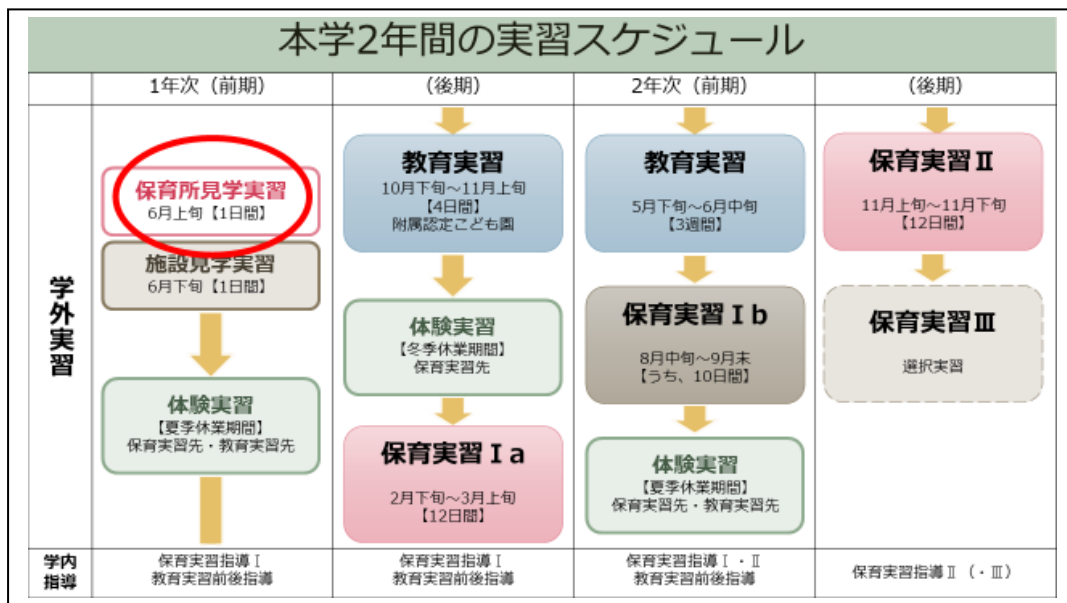 本学2年間の実習スケジュール
1年次（前期）
（後期）
2年次（前期）
（後期）
学外実習
保育所見学実習
6月上旬【1日間】
施設見学実習
6月下旬【1日間】
体験実習
【夏季休業期間】
保育実習先・教育実習先
教育実習
10月下旬～11月上旬
【4日間】
附属認定こども園
体験実習
【冬季休業期間】
保育実習先
保育実習Ⅰa
2月下旬～3月上旬
【12日間】
教育実習
5月下旬～6月中旬
【3週間】
保育実習Ⅰb
8月中旬～9月末
【うち、10日間】
体験実習
【夏季休業期間】
保育実習先・教育実習先
保育実習Ⅱ
11月上旬～11月下旬
【12日間】
保育実習Ⅲ
選択実習
学内
指導
保育実習指導Ⅰ
教育実習前後指導
保育実習指導Ⅰ
教育実習前後指導
保育実習指導Ⅰ・Ⅱ
教育実習前後指導
保育実習指導Ⅱ（・Ⅲ）